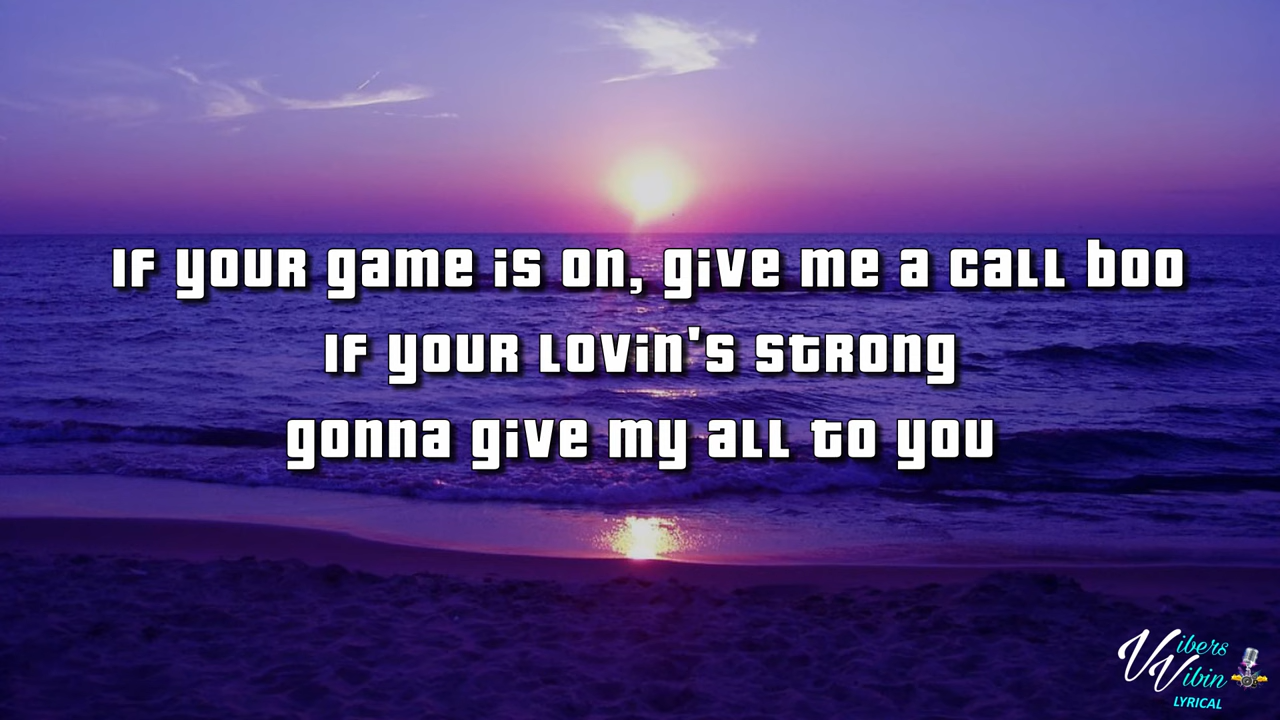 If your game is on, give me a call boo
If your lovin's strong
gonna give my all to you
Vibers
Vibin
LYRICAL